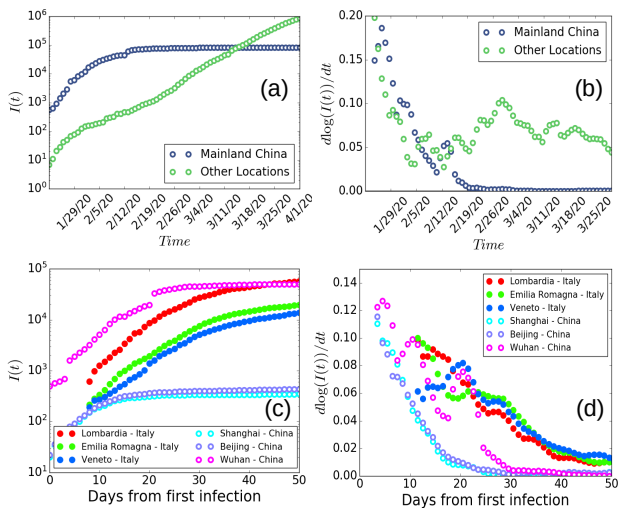 10^6
10^5
10^4
10^3
10^2
10^1
10^0
I(t)
(a)
Mainland China
Other Locations
1/29/20
2/5/20
2/12/20
2/19/20
2/26/20
3/4/20
3/11/20
3/18/20
3/25/20
4/1/20
Time
0.20
0.15
0.10
0.05
0.00
dlog(I(t))/dt
Mainland China
Other Locations
(b)
1/29/20
2/5/20
2/12/20
2/19/20
2/26/20
3/4/20
3/11/20
3/18/20
3/25/20
Time
10^5
10^4
10^3
10^2
10^1
I(t)
(c)
Lombardia - Italy
Emilia Romagna - Italy
Veneto - Italy
Shanghai - China
Beijing - China
Wuhan - China
0
10
20
30
40
50
Days from first infection
0.14
0.12
0.10
0.08
0.06
0.04
0.02
0.00
dlog(I(t))/dt
Lombardia - Italy
Emilia Romagna - Italy
Veneto - Italy
Shanghai - China
Beijing - China
Wuhan - China
(d)
0
10
20
30
40
50
Days from first infection